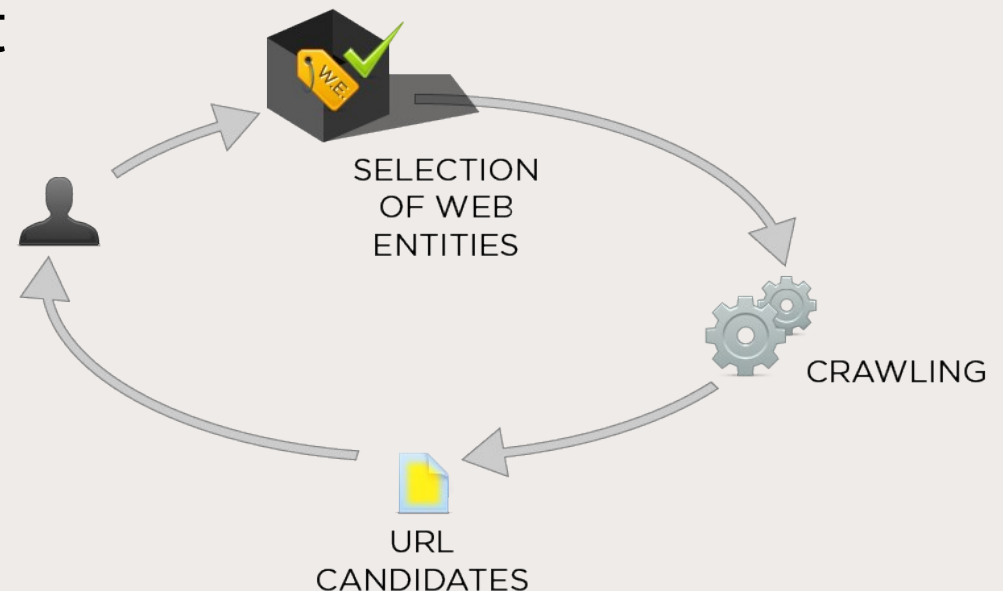 t
W.E.
SELECTION
OF WEB
ENTITIES
CRAWLING
URL
CANDIDATES